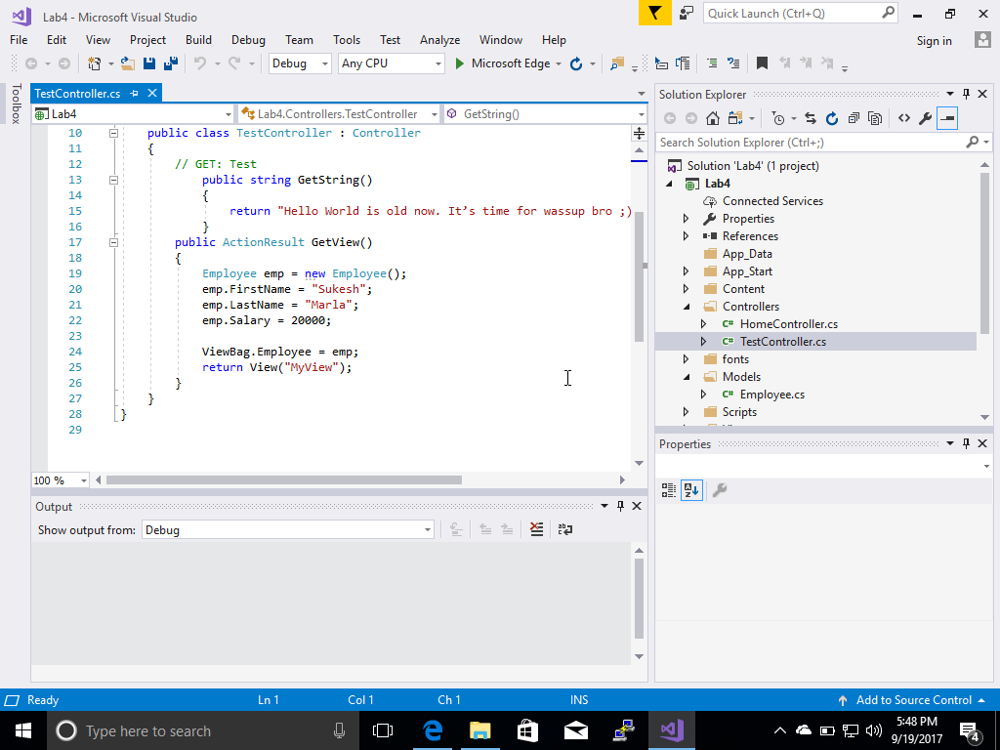 Lab4 - Microsoft Visual Studio
Quick Launch (Ctrl+Q)
File Edit View Project Build Debug Team Tools Test Analyze Window Help
Sign in
Debug Any CPU Microsoft Edge
Toolbox
TestController.cs
Lab4 Lab4.Controllers.TestController GetString()
10 public class TestController : Controller
11 {
12 // GET: Test
13 public string GetString()
14 {
15 return "Hello World is old now. It’s time for wassup bro ;)
16 }
17 public ActionResult GetView()
18 {
19 Employee emp = new Employee();
20 emp.FirstName = "Sukesh";
21 emp.LastName = "Marla";
22 emp.Salary = 20000;
23
24 ViewBag.Employee = emp;
25 return View("MyView");
26 }
27 }
28 }
29
100 %
Output
Show output from: Debug
Solution Explorer
Search Solution Explorer (Ctrl+;)
Solution 'Lab4' (1 project)
Lab4
Connected Services
Properties
References
App_Data
App_Start
Content
Controllers
C# HomeController.cs
C# TestController.cs
fonts
Models
C# Employee.cs
Scripts
Properties
Ready Ln 1 Col 1 Ch 1 INS Add to Source Control
Type here to search
5:48 PM
9/19/2017
4